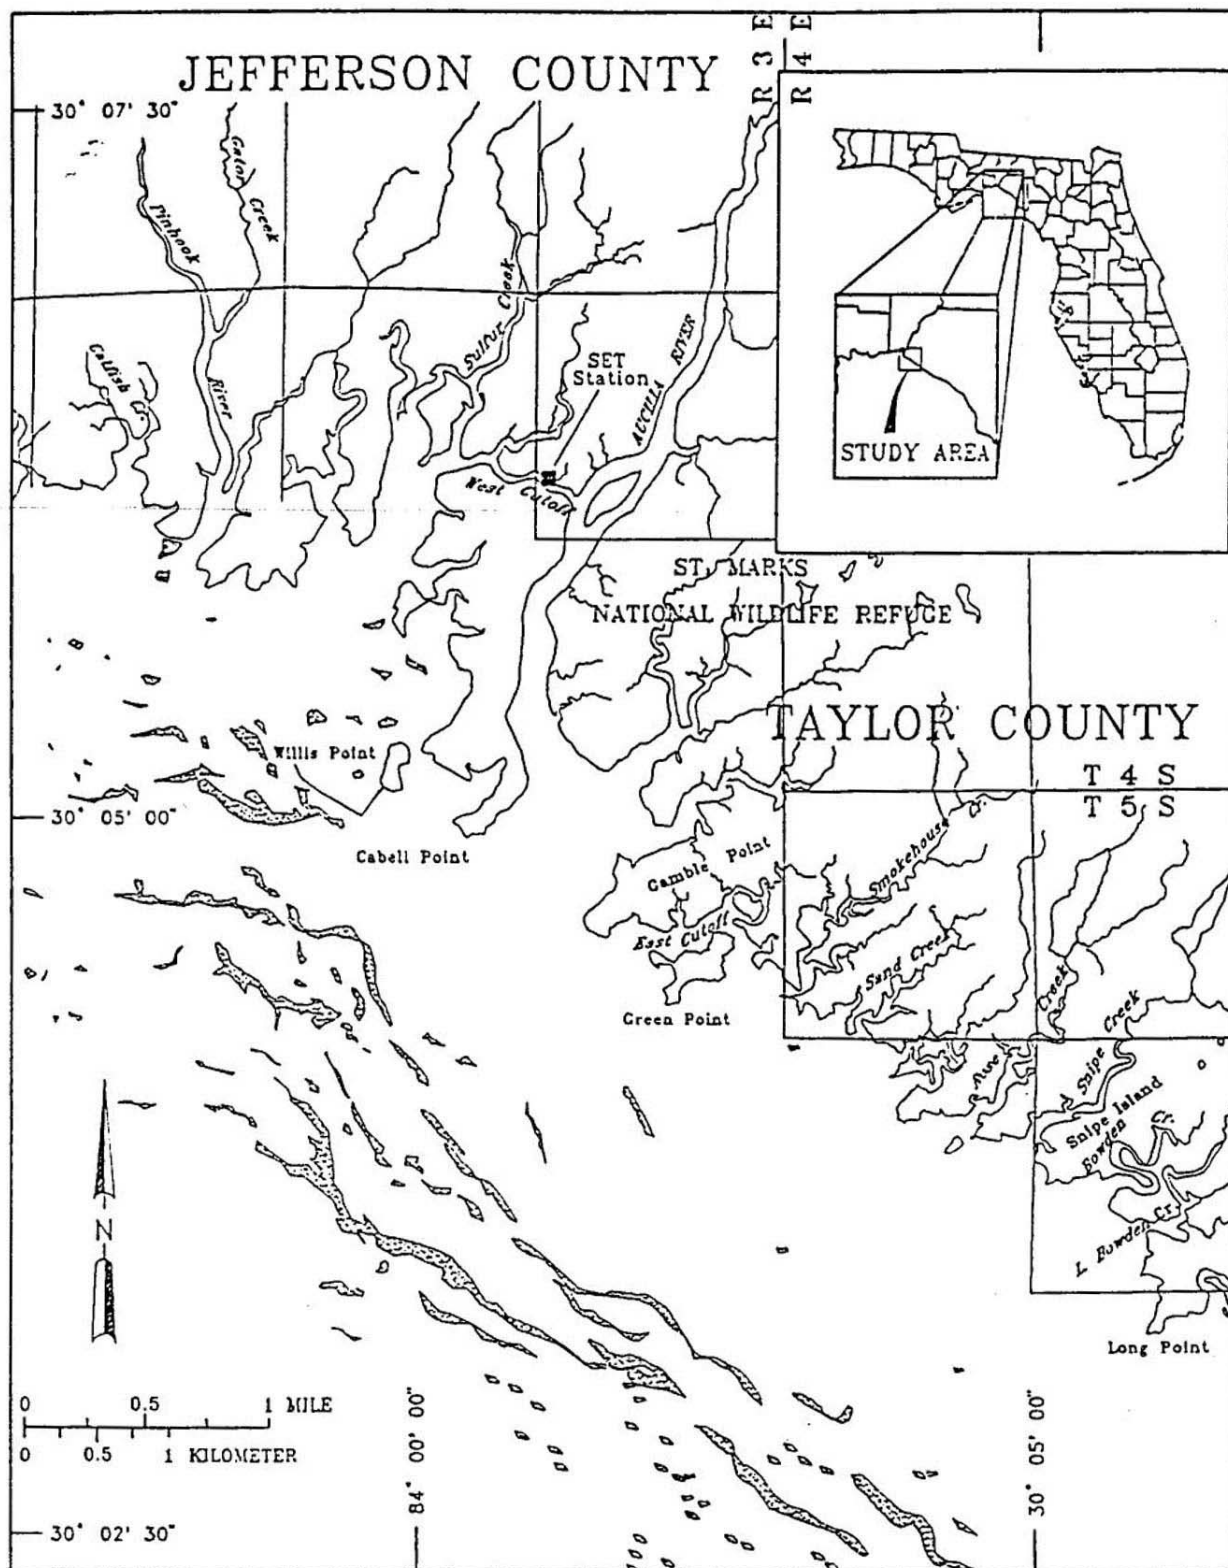 R 3 E
R 4 E
JEFFERSON COUNTY
30° 07' 30"
Gator
Creek
Pinhook
River
Catfish Cr.
Sulfur Creek
SET
Station
AUCILLA RIVER
West Cutoff
STUDY AREA
ST. MARKS
NATIONAL WILDLIFE REFUGE
TAYLOR COUNTY
T 4 S
T 5 S
Willis Point
30° 05' 00"
Cabell Point
Gamble Point
Smokehouse Cr.
East Cutoff
Sand Creek
Green Point
Creek
Snipe Creek
Snipe Island
Bowden Cr.
L Bowden Cr.
Long Point
N
0 0.5 1 MILE
0 0.5 1 KILOMETER
84° 00' 00"
30° 05' 00"
30° 02' 30"